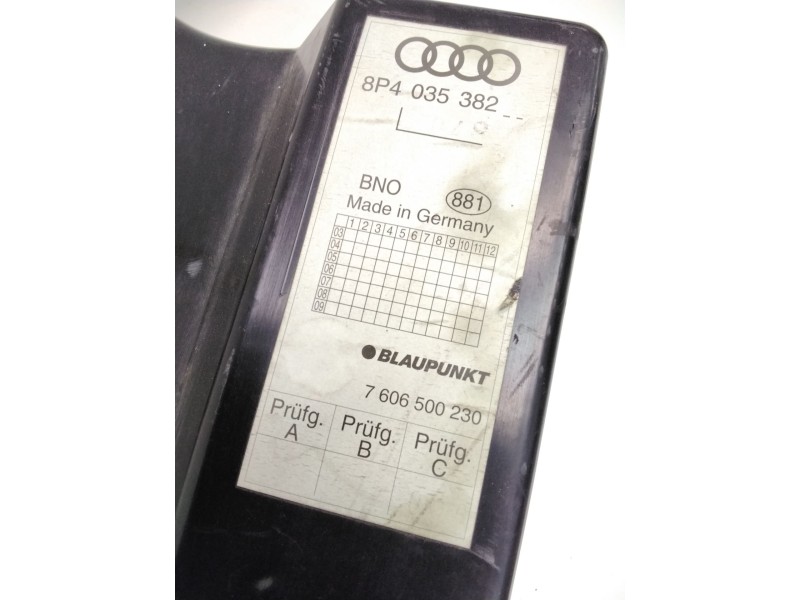 8P4 035 382 _ _
BNO 881
Made in Germany
1 2 3 4 5 6 7 8 9 10 11 12
03
04
05
06
07
08
09
BLAUPUNKT
7 606 500 230
Prüfg. A Prüfg. B Prüfg. C